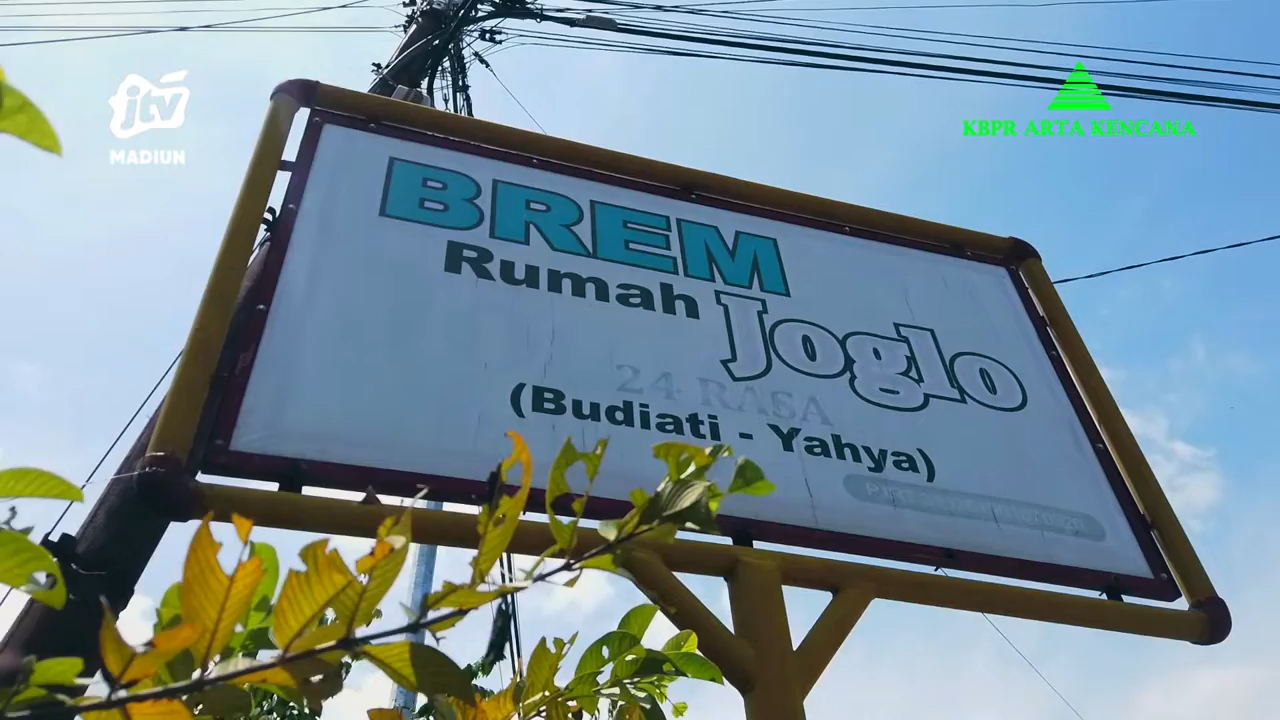 jtv
MADIUN
KBPR ARTA KENCANA
BREM
Rumah Joglo
24 RASA
(Budiati - Yahya)